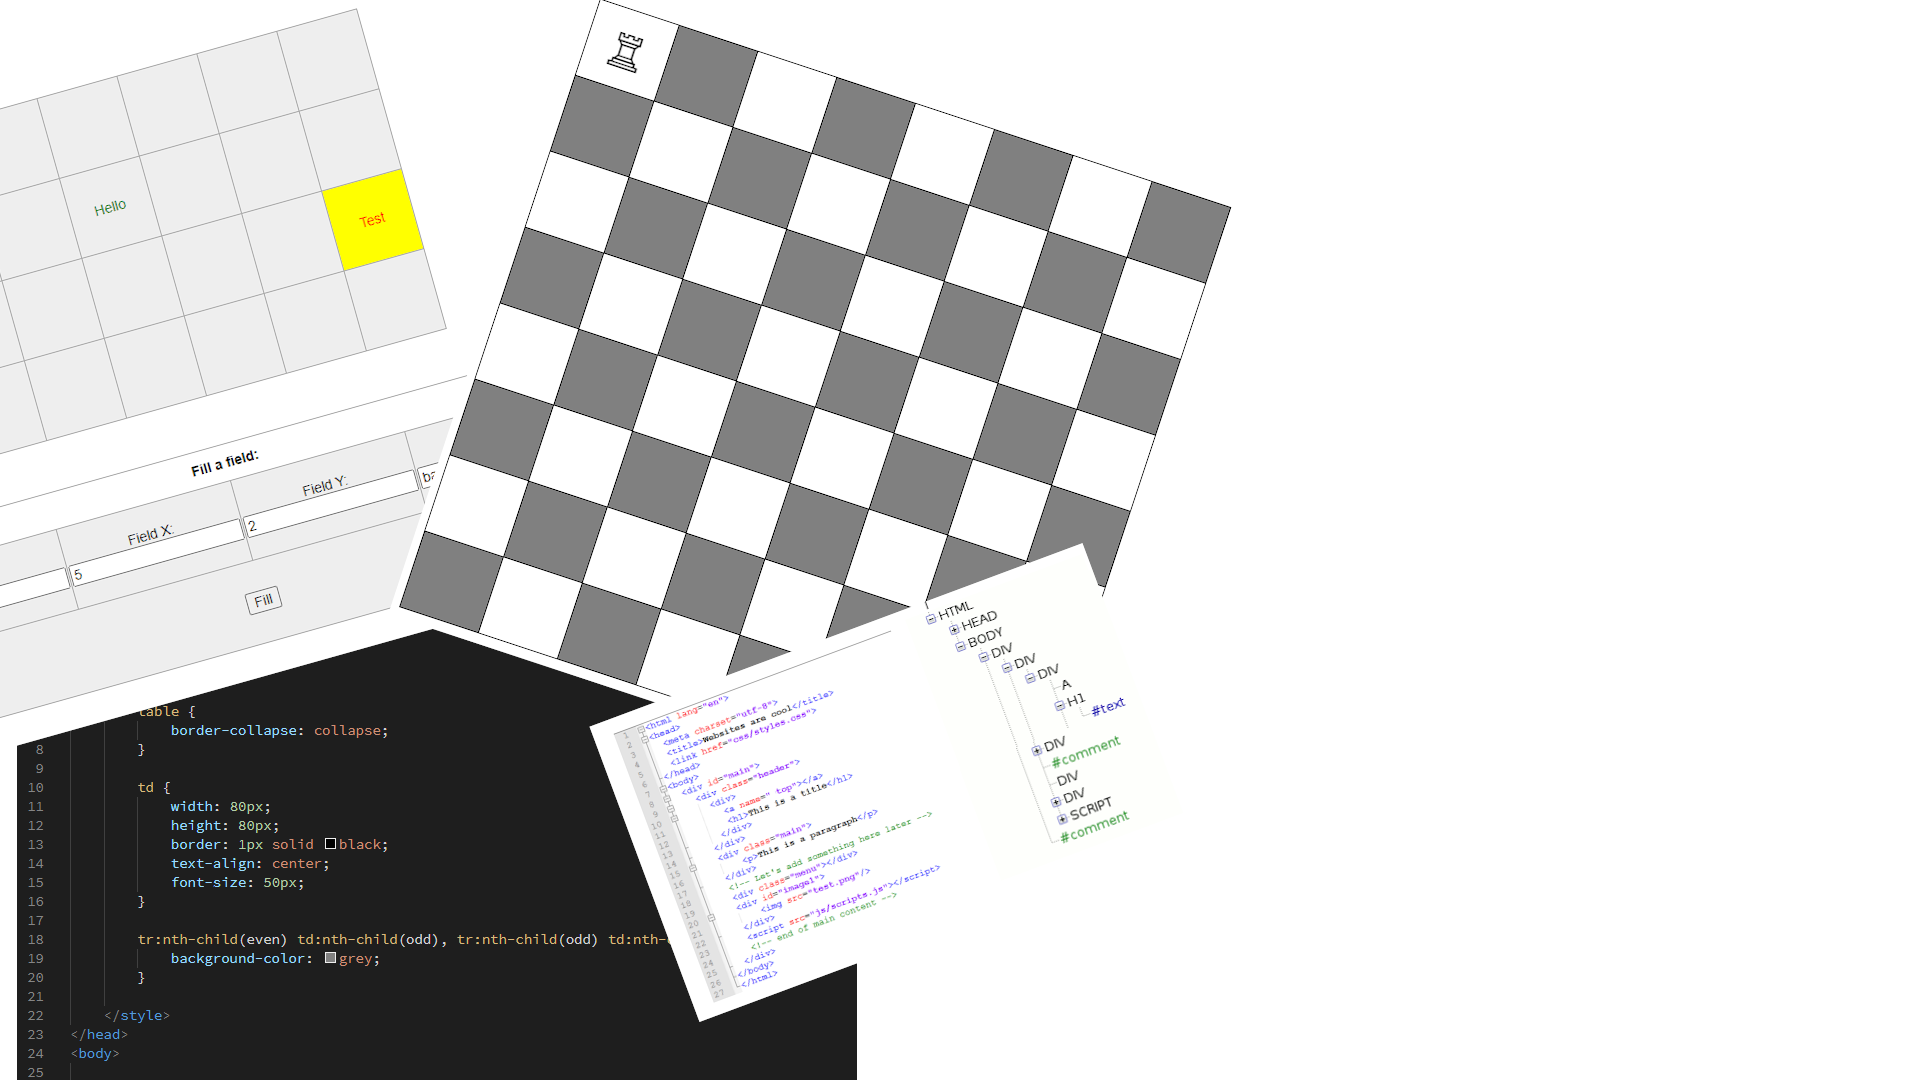 Hello
Test
Fill a field:
Field X:
Field Y:
5
2
Fill
table {
border-collapse: collapse;
8 }
9
10 td {
11 width: 80px;
12 height: 80px;
13 border: 1px solid black;
14 text-align: center;
15 font-size: 50px;
16 }
17
18 tr:nth-child(even) td:nth-child(odd), tr:nth-child(odd)
19 background-color: grey;
20 }
21
22 </style>
23 </head>
24 <body>
25
1 <html lang="en">
2 <head>
3 <meta charset="utf-8">
4 <title>Websites are cool</title>
5 <link href="css/styles.css">
6 </head>
7 <body>
8 <div id="main">
9 <div class="header">
10 <div>
11 <a name=" top"></a>
12 <h1>This is a title</h1>
13 </div>
14 </div>
15 <div class="main">
16 <p>This is a paragraph</p>
17 </div>
18 <!-- Let's add something here later -->
19 <div class="menu"></div>
20 <div id="image1">
21 <img src="test.png"/>
22 </div>
23 <script src="js/scripts.js"></script>
24 <!-- end of main content -->
25 </div>
26 </body>
27 </html>
HTML
HEAD
BODY
DIV
DIV
DIV
A
H1
#text
DIV
#comment
DIV
DIV
SCRIPT
#comment